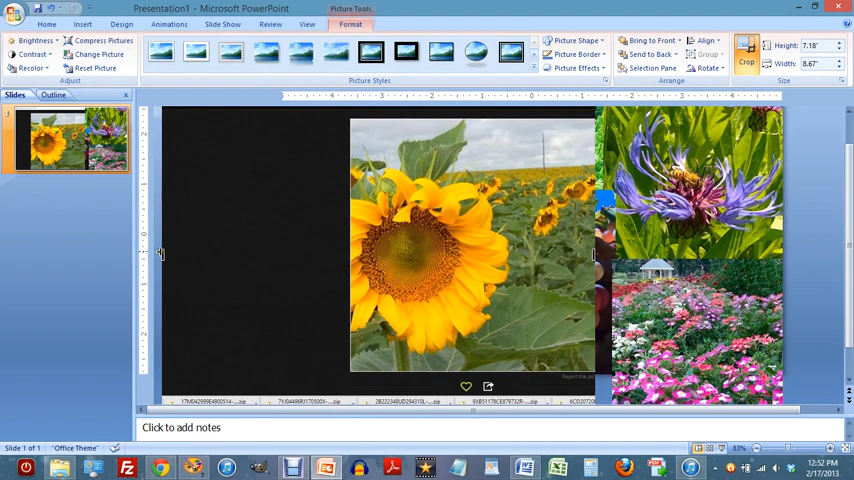 Presentation1 - Microsoft PowerPoint
Picture Tools
Home Insert Design Animations Slide Show Review View Format
Brightness Compress Pictures
Contrast Change Picture
Recolor Reset Picture
Adjust
Picture Styles
Picture Shape
Picture Border
Picture Effects
Bring to Front Align
Send to Back Group
Selection Pane Rotate
Arrange
Crop
Height: 7.18"
Width: 8.67"
Size
Slides Outline
1
Click to add notes
Slide 1 of 1 "Office Theme" 83%
12:52 PM
2/17/2013